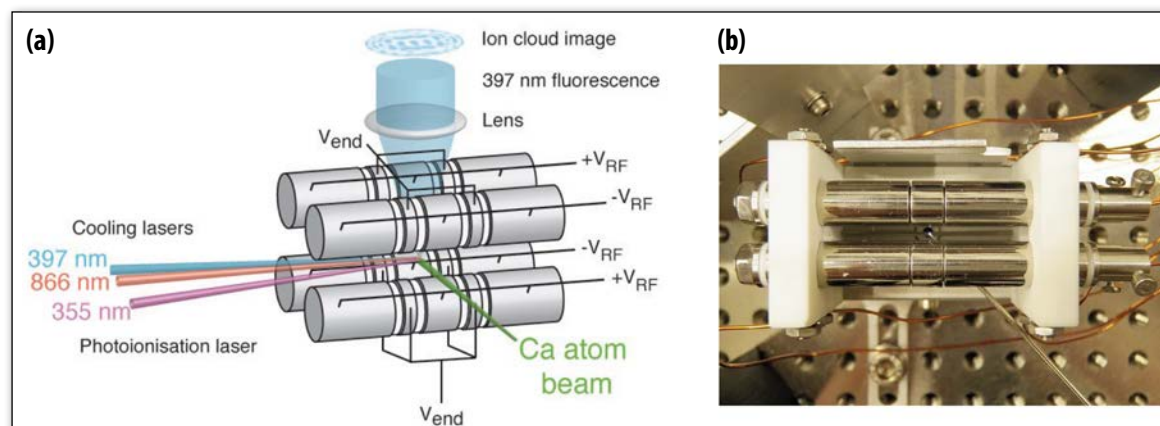 (a)
Ion cloud image
397 nm fluorescence
Lens
Vend
+VRF
-VRF
Cooling lasers
397 nm
866 nm
355 nm
-VRF
+VRF
Photoionisation laser
Ca atom
beam
Vend
(b)